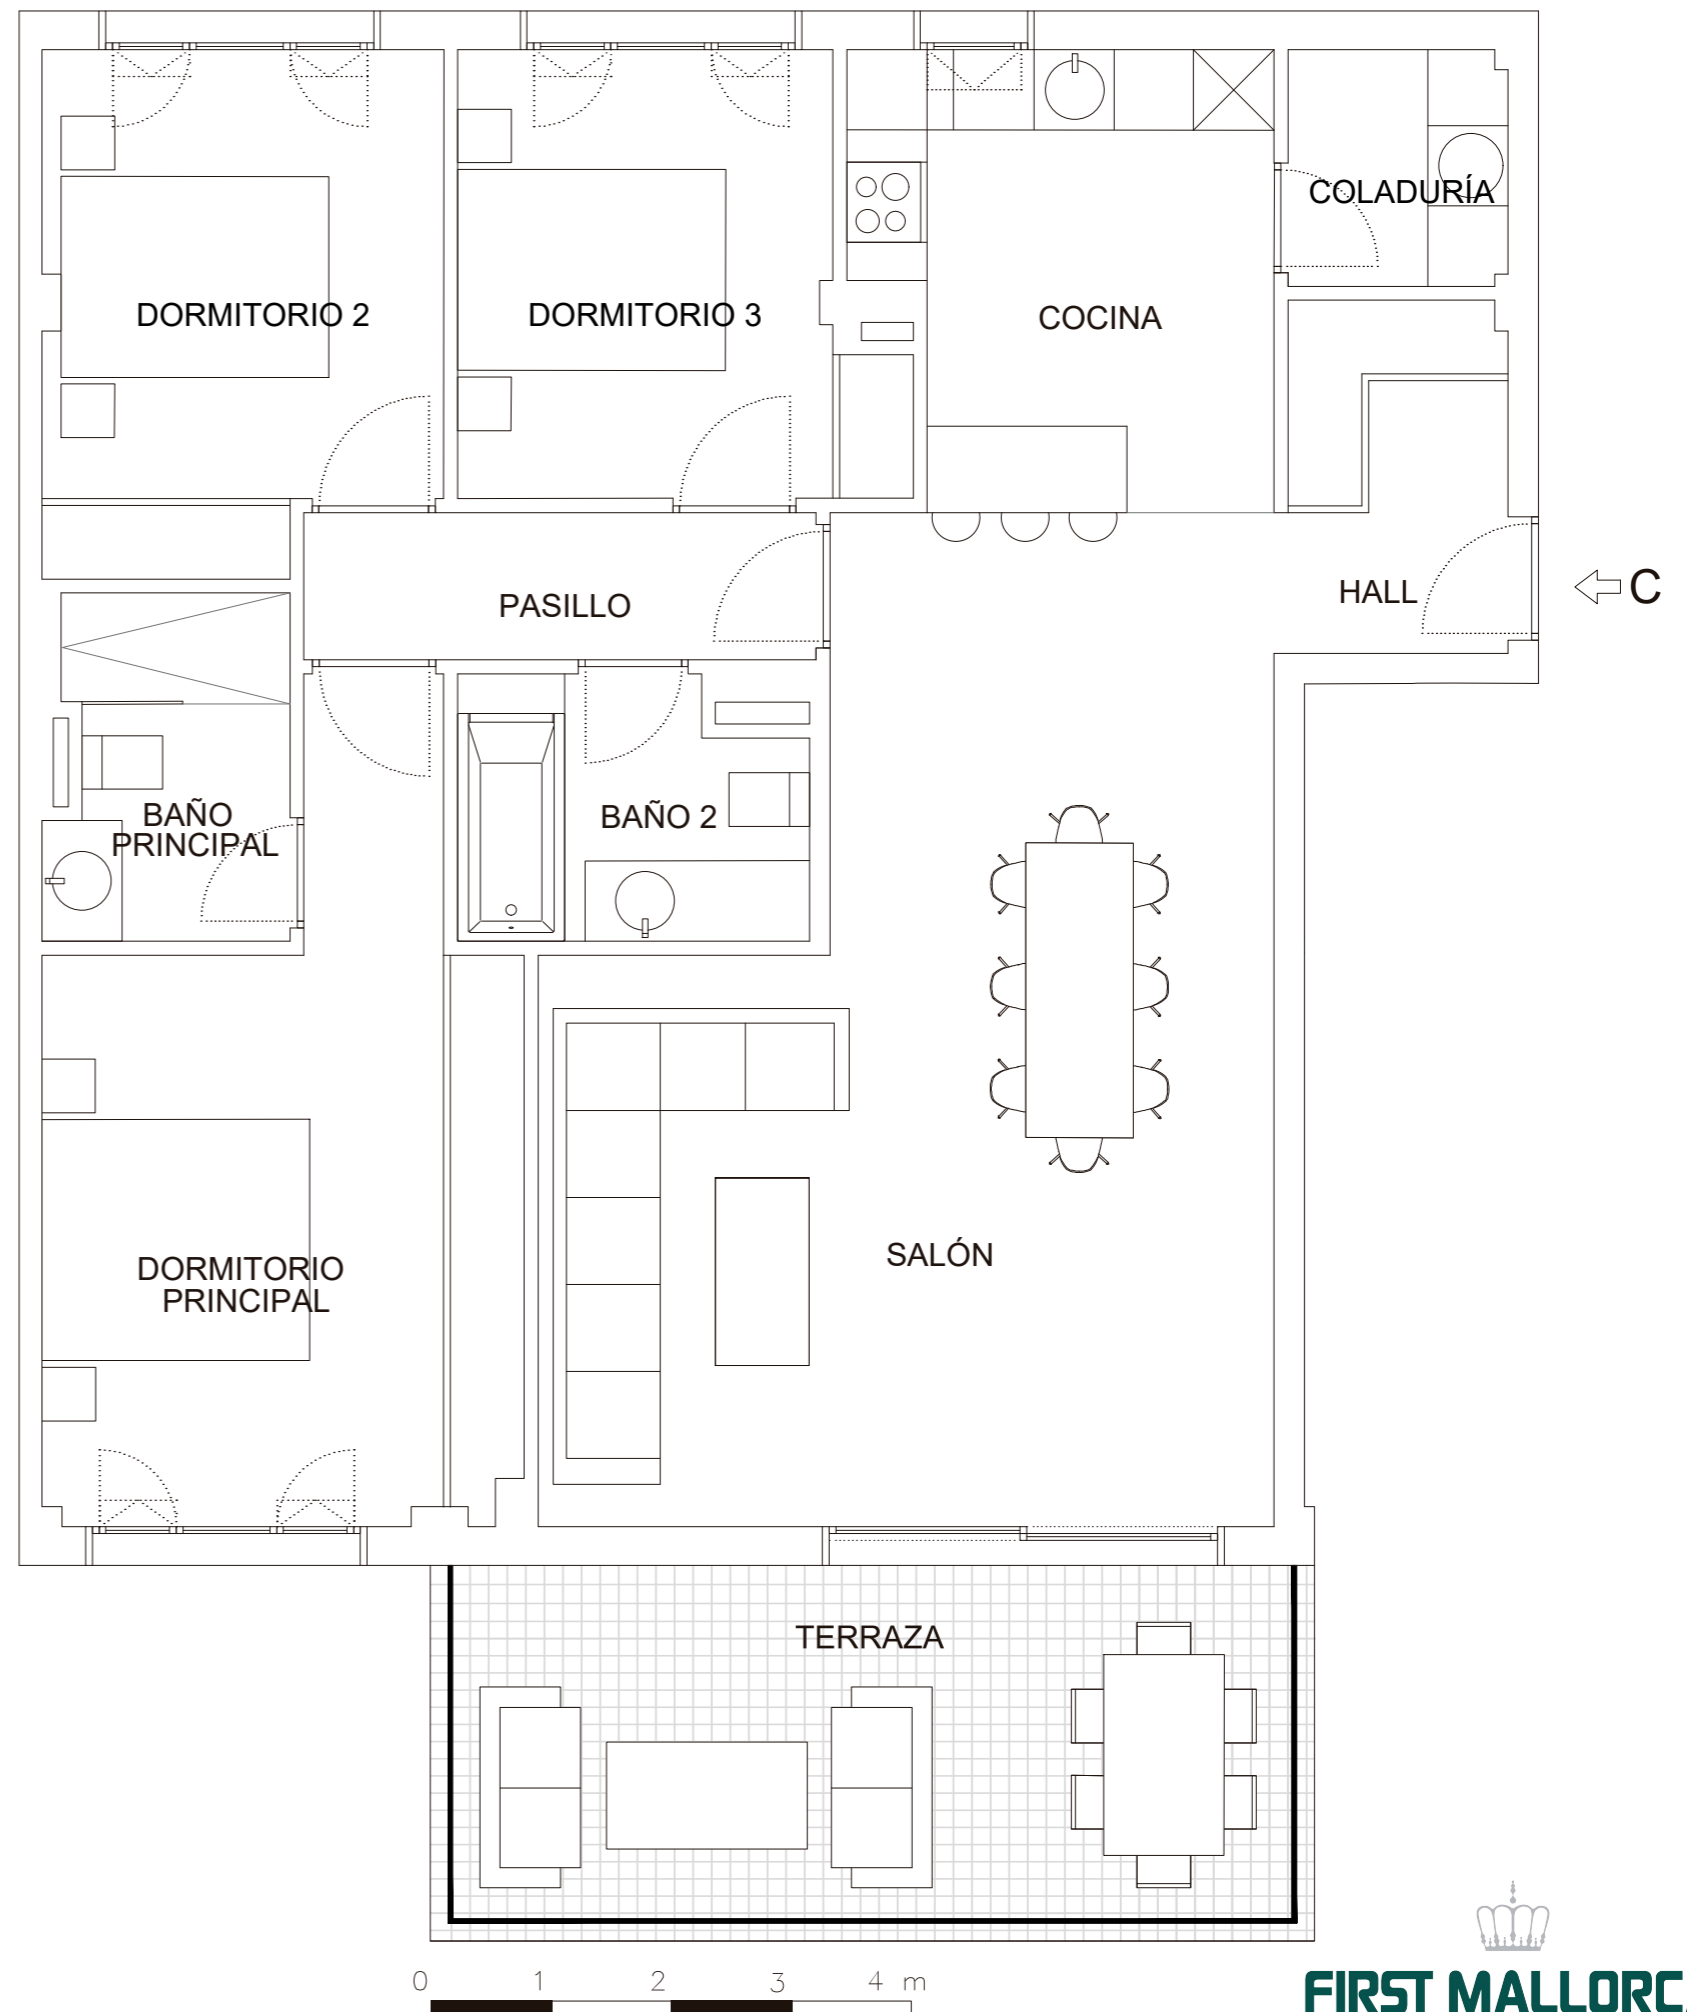 COLADURÍA
DORMITORIO 2
DORMITORIO 3
COCINA
PASILLO
HALL
C
BAÑO
PRINCIPAL
BAÑO 2
SALÓN
DORMITORIO
PRINCIPAL
TERRAZA
0 1 2 3 4 m
FIRST MALLORC